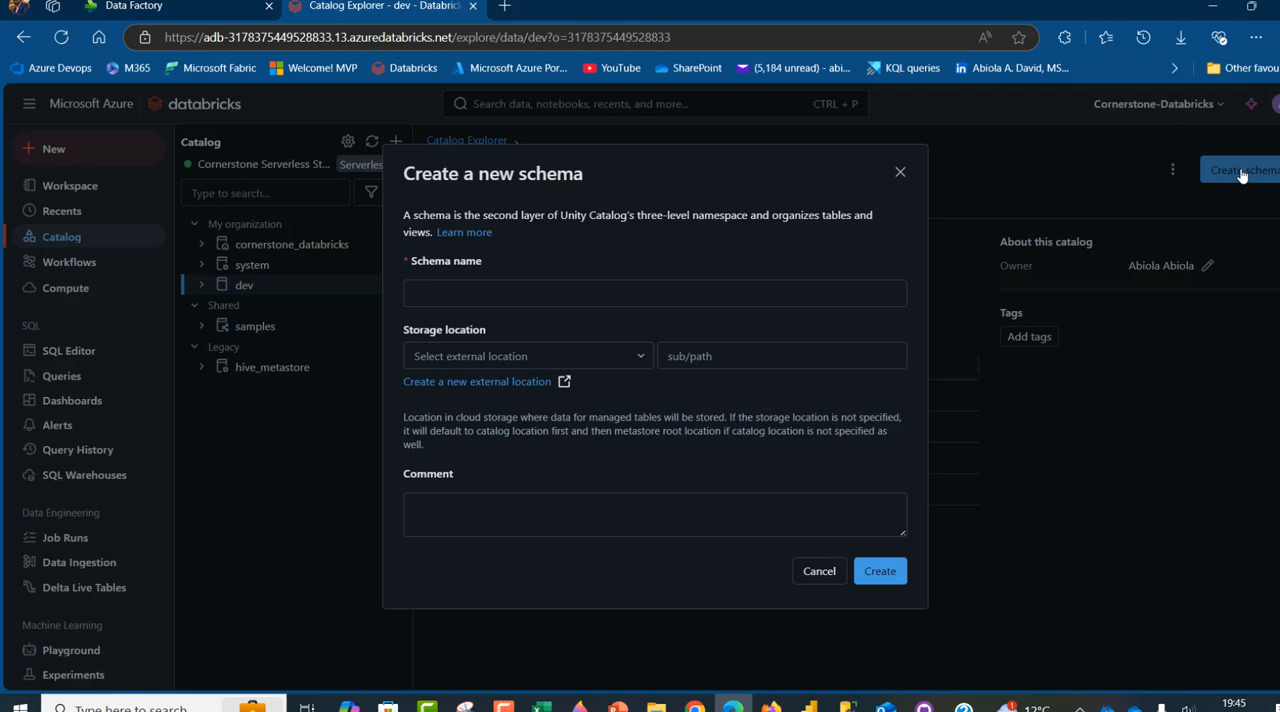 Data Factory
Catalog Explorer - dev - Databric
https://adb-3178375449528833.13.azuredatabricks.net/explore/data/dev?o=3178375449528833
Azure Devops
M365
Microsoft Fabric
Welcome! MVP
Databricks
Microsoft Azure Por...
YouTube
SharePoint
(5,184 unread) - abi...
KQL queries
Abiola A. David, MS...
Other favou
Microsoft Azure
databricks
Search data, notebooks, recents, and more...
CTRL + P
Cornerstone-Databricks
New
Workspace
Recents
Catalog
Workflows
Compute
SQL
SQL Editor
Queries
Dashboards
Alerts
Query History
SQL Warehouses
Data Engineering
Job Runs
Data Ingestion
Delta Live Tables
Machine Learning
Playground
Experiments
Catalog
Cornerstone Serverless St...
Serverles
Type to search...
My organization
cornerstone_databricks
system
dev
Shared
samples
Legacy
hive_metastore
Catalog Explorer
Create schema
Create a new schema
A schema is the second layer of Unity Catalog's three-level namespace and organizes tables and
views. Learn more
* Schema name
Storage location
Select external location
sub/path
Create a new external location
Location in cloud storage where data for managed tables will be stored. If the storage location is not specified,
it will default to catalog location first and then metastore root location if catalog location is not specified as
well.
Comment
Cancel
Create
About this catalog
Owner
Abiola Abiola
Tags
Add tags
Type here to search
12°C
19:45